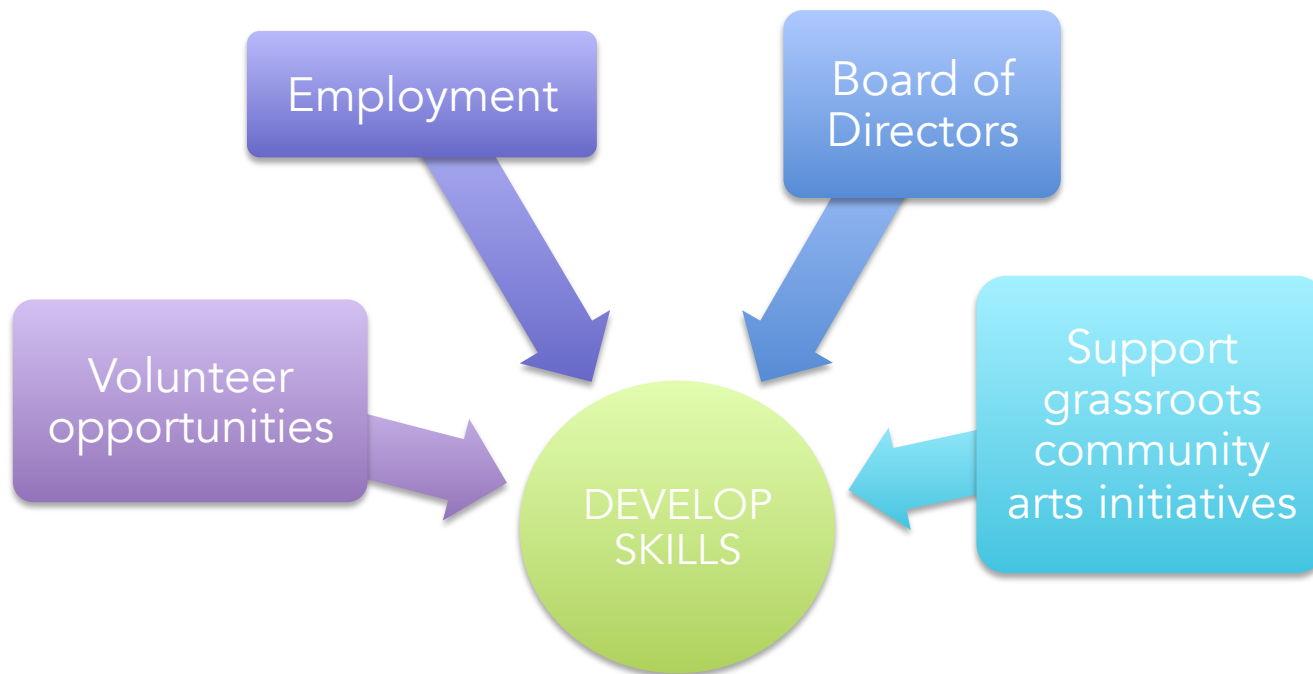 Employment
Board of
Directors
Volunteer
opportunities
Support
grassroots
community
arts initiatives
DEVELOP
SKILLS